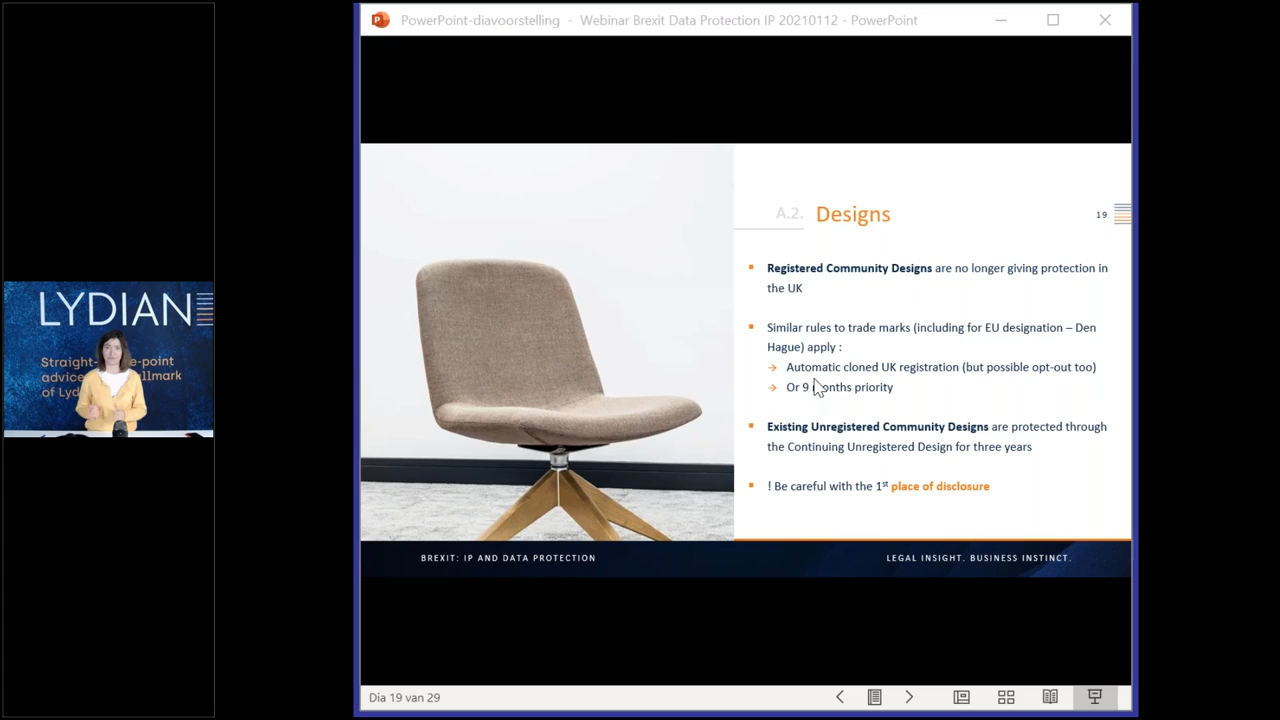 PowerPoint-diavoorstelling - Webinar Brexit Data Protection IP 20210112 - PowerPoint
A.2. Designs
19
Registered Community Designs are no longer giving protection in
the UK
Similar rules to trade marks (including for EU designation – Den
Hague) apply :
Automatic cloned UK registration (but possible opt-out too)
Or 9 months priority
Existing Unregistered Community Designs are protected through
the Continuing Unregistered Design for three years
! Be careful with the 1st place of disclosure
BREXIT: IP AND DATA PROTECTION
LEGAL INSIGHT. BUSINESS INSTINCT.
Dia 19 van 29
LYDIAN
Straight- e-point
advice llmark
of Lyd